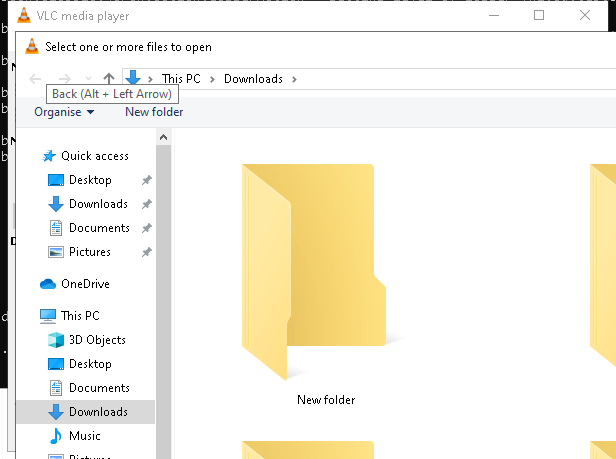 VLC media player
Select one or more files to open
This PC > Downloads >
Back (Alt + Left Arrow)
Organise
New folder
Quick access
Desktop
Downloads
Documents
Pictures
OneDrive
This PC
3D Objects
Desktop
Documents
Downloads
Music
New folder